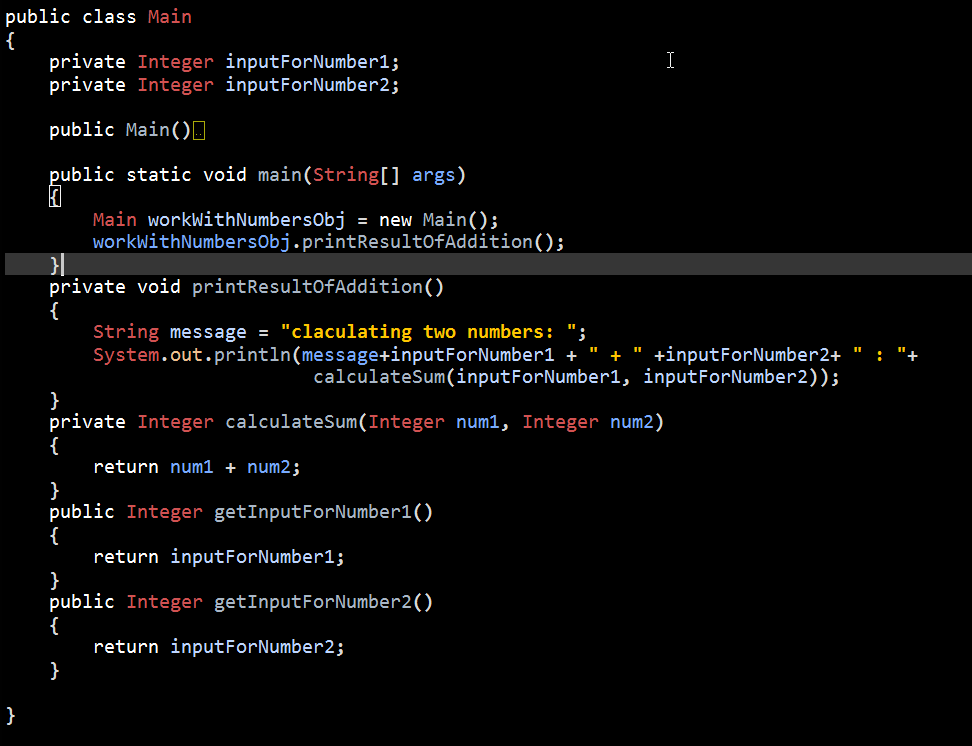 public class Main
{
    private Integer inputForNumber1;
    private Integer inputForNumber2;

    public Main()..

    public static void main(String[] args)
    {
        Main workWithNumbersObj = new Main();
        workWithNumbersObj.printResultOfAddition();
    }
    private void printResultOfAddition()
    {
        String message = "claculating two numbers: ";
        System.out.println(message+inputForNumber1 + " + " +inputForNumber2+ " : "+
                            calculateSum(inputForNumber1, inputForNumber2));
    }
    private Integer calculateSum(Integer num1, Integer num2)
    {
        return num1 + num2;
    }
    public Integer getInputForNumber1()
    {
        return inputForNumber1;
    }
    public Integer getInputForNumber2()
    {
        return inputForNumber2;
    }

}